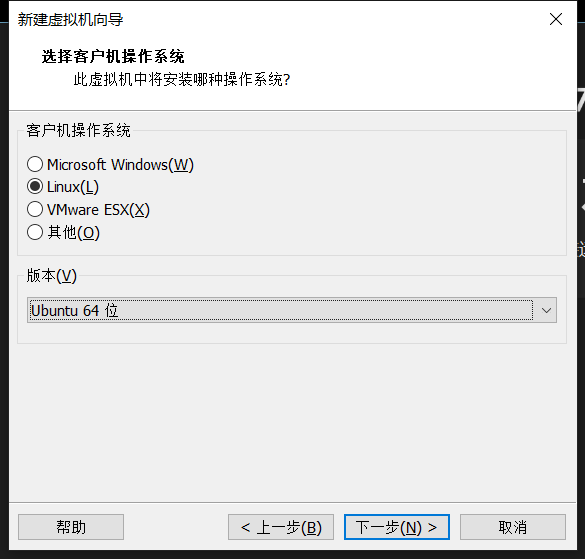 新建虚拟机向导
选择客户机操作系统
此虚拟机中将安装哪种操作系统?
客户机操作系统
Microsoft Windows(W)
Linux(L)
VMware ESX(X)
其他(O)
版本(V)
Ubuntu 64 位
帮助
< 上一步(B)
下一步(N) >
取消